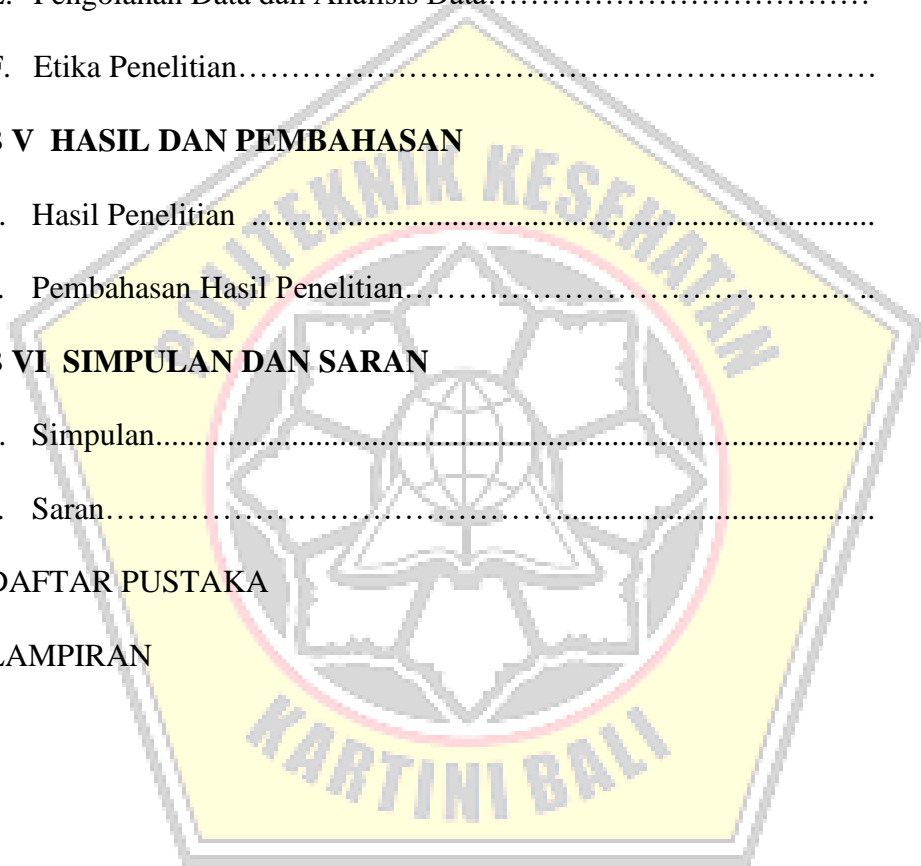 Pengolahan Data dan Analisis Data………………………………
F. Etika Penelitian……………………………………………………
V HASIL DAN PEMBAHASAN
POLITEKNIK KESEHATAN
. Hasil Penelitian ..................................................................................
. Pembahasan Hasil Penelitian…………………………………… ..
VI SIMPULAN DAN SARAN
. Simpulan............................................................................................
. Saran……………………………………......................................
DAFTAR PUSTAKA
LAMPIRAN
KARTINI BALI